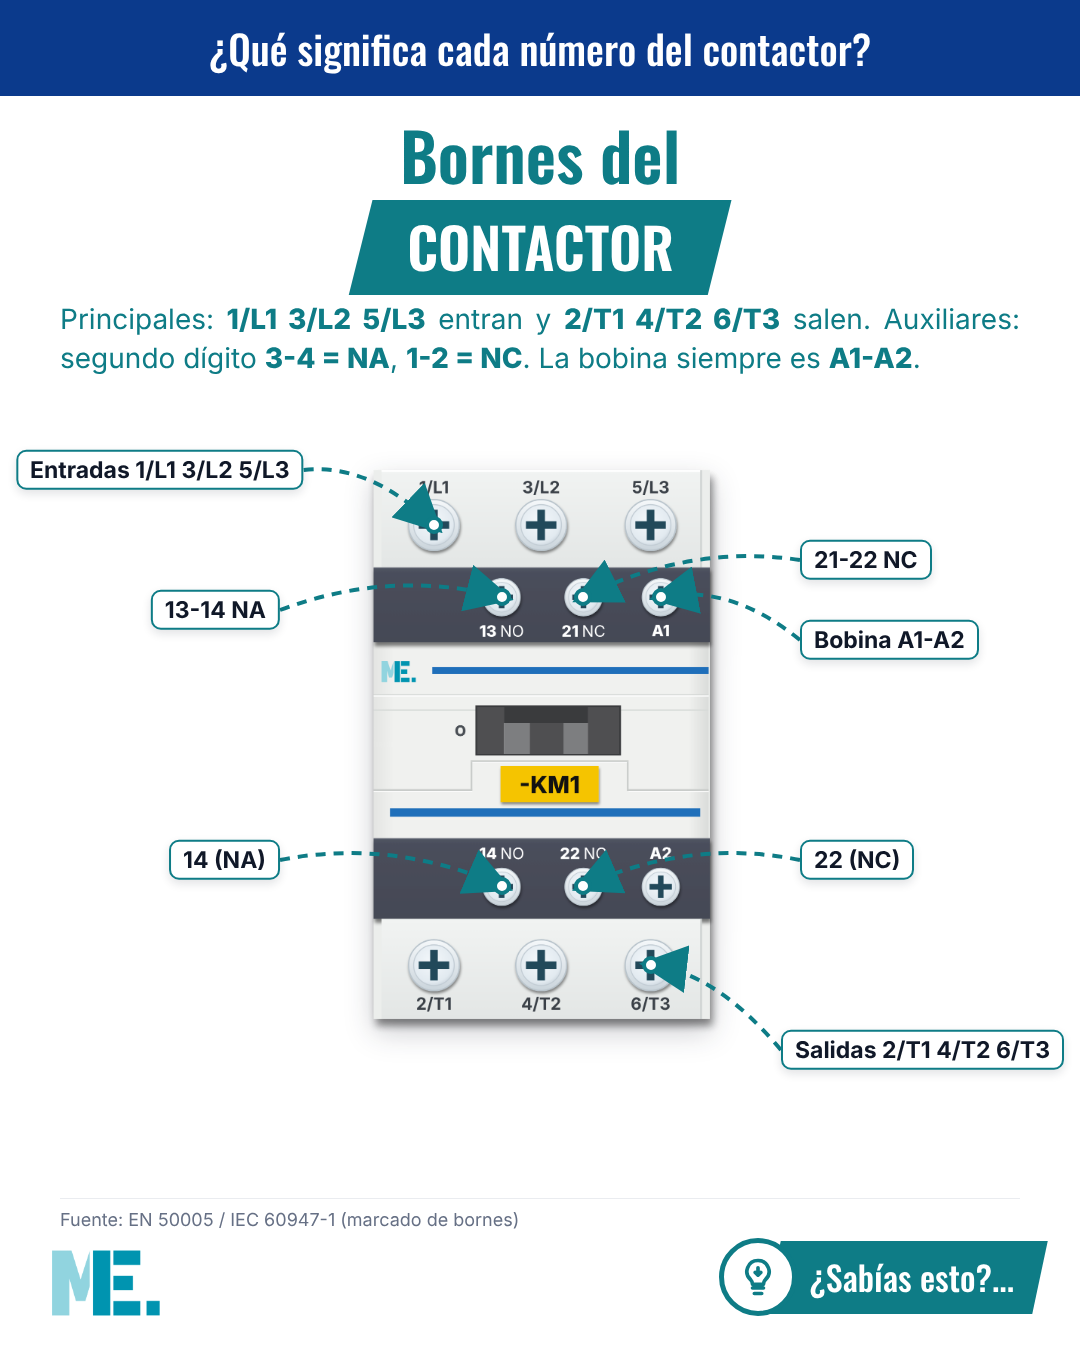 ¿Qué significa cada número del contactor?
Bornes del
CONTACTOR
Principales: 1/L1 3/L2 5/L3 entran y 2/T1 4/T2 6/T3 salen. Auxiliares:
segundo dígito 3-4 = NA, 1-2 = NC. La bobina siempre es A1-A2.
Entradas 1/L1 3/L2 5/L3
1/L1 3/L2 5/L3
21-22 NC
13-14 NA
13 NO 21 NC A1
Bobina A1-A2
ME.
O
-KM1
14 (NA)
14 NO 22 NC A2
22 (NC)
2/T1 4/T2 6/T3
Salidas 2/T1 4/T2 6/T3
Fuente: EN 50005 / IEC 60947-1 (marcado de bornes)
ME.
¿Sabías esto?...